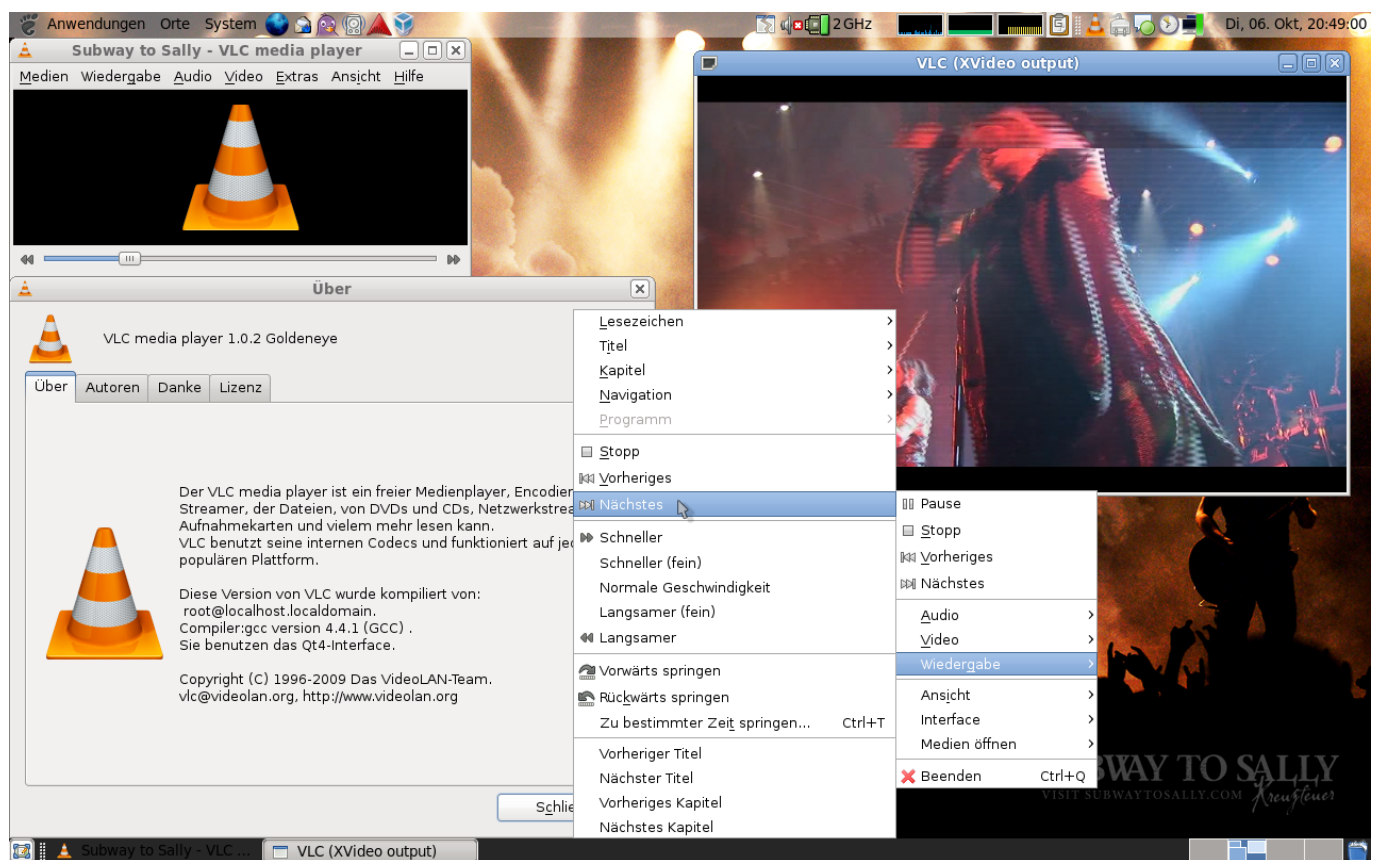 Anwendungen Orte System 2 GHz Di, 06. Okt, 20:49:00
Subway to Sally - VLC media player
Medien Wiedergabe Audio Video Extras Ansicht Hilfe
VLC (XVideo output)
Über
VLC media player 1.0.2 Goldeneye
Über Autoren Danke Lizenz
Der VLC media player ist ein freier Medienplayer, Encodier
Streamer, der Dateien, von DVDs und CDs, Netzwerkstrea
Aufnahmekarten und vielem mehr lesen kann.
VLC benutzt seine internen Codecs und funktioniert auf jed
populären Plattform.
Diese Version von VLC wurde kompiliert von:
root@localhost.localdomain.
Compiler:gcc version 4.4.1 (GCC) .
Sie benutzen das Qt4-Interface.
Copyright (C) 1996-2009 Das VideoLAN-Team.
vlc@videolan.org, http://www.videolan.org
Schlie
Lesezeichen
Titel
Kapitel
Navigation
Programm
Stopp
Vorheriges
Nächstes
Schneller
Schneller (fein)
Normale Geschwindigkeit
Langsamer (fein)
Langsamer
Vorwärts springen
Rückwärts springen
Zu bestimmter Zeit springen... Ctrl+T
Vorheriger Titel
Nächster Titel
Vorheriges Kapitel
Nächstes Kapitel
Pause
Stopp
Vorheriges
Nächstes
Audio
Video
Wiedergabe
Ansicht
Interface
Medien öffnen
Beenden Ctrl+Q
BWAY TO SALLY
VISIT SUBWAYTOSALLY.COM Kreuzfeuer
Subway to Sally - VLC ... VLC (XVideo output)